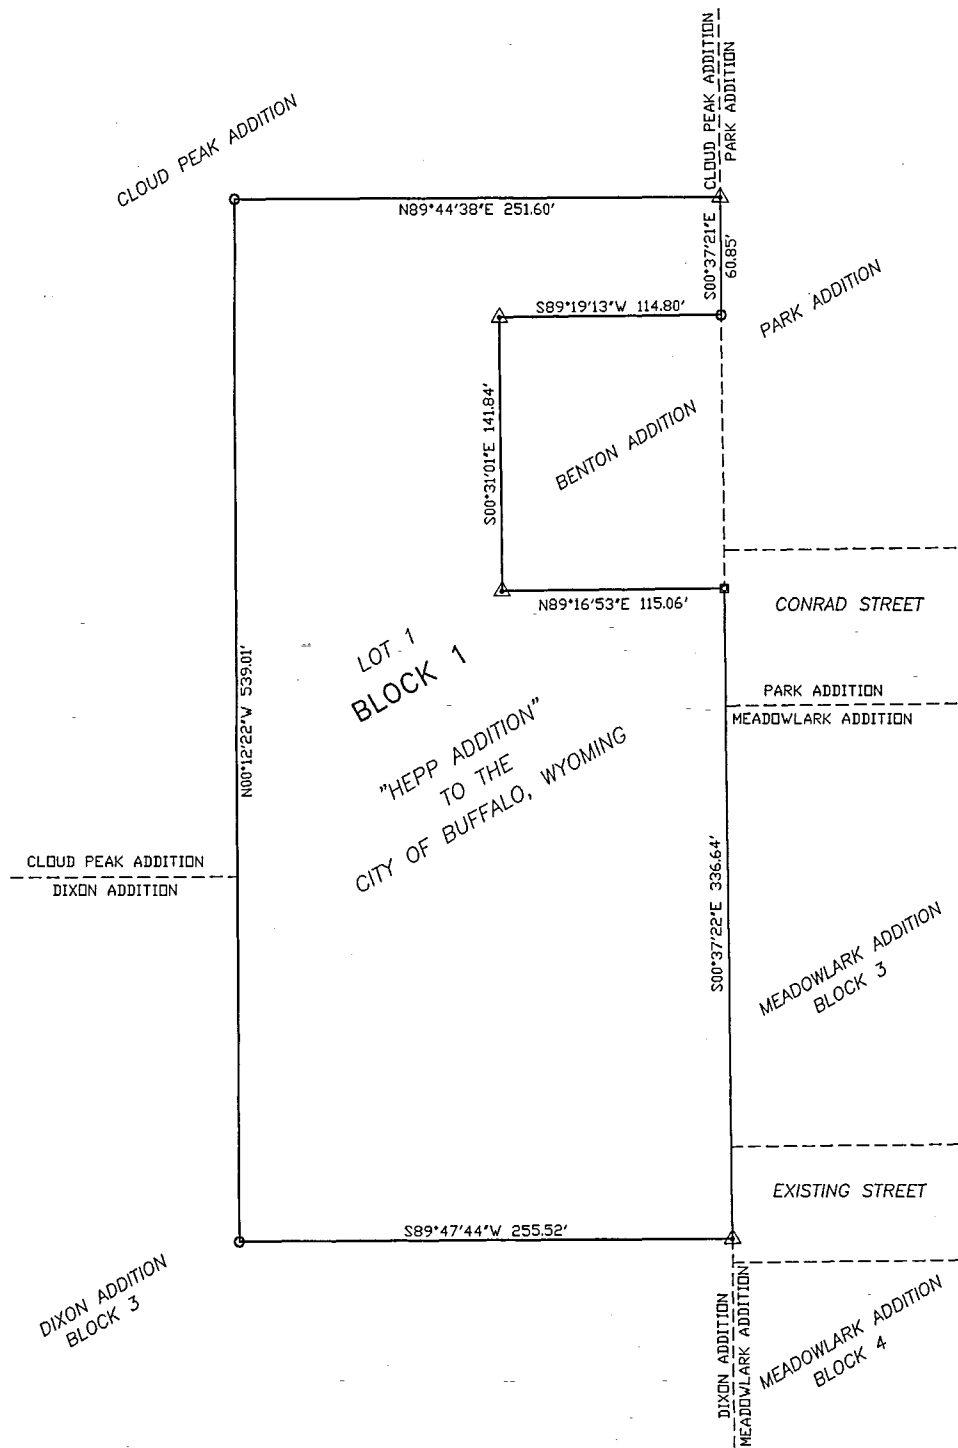 CLOUD PEAK ADDITION
PARK ADDITION
CLOUD PEAK ADDITION
N89°44'38"E 251.60'
S00°37'21"E
60.85'
PARK ADDITION
S89°19'13"W 114.80'
S00°31'01"E 141.84'
BENTON ADDITION
N89°16'53"E 115.06'
CONRAD STREET
LOT 1
BLOCK 1
"HEPP ADDITION"
TO THE
CITY OF BUFFALO, WYOMING
N00°12'22"W 539.01'
PARK ADDITION
MEADOWLARK ADDITION
CLOUD PEAK ADDITION
DIXON ADDITION
S00°37'22"E 336.64'
MEADOWLARK ADDITION
BLOCK 3
EXISTING STREET
S89°47'44"W 255.52'
DIXON ADDITION
BLOCK 3
DIXON ADDITION
MEADOWLARK ADDITION
MEADOWLARK ADDITION
BLOCK 4